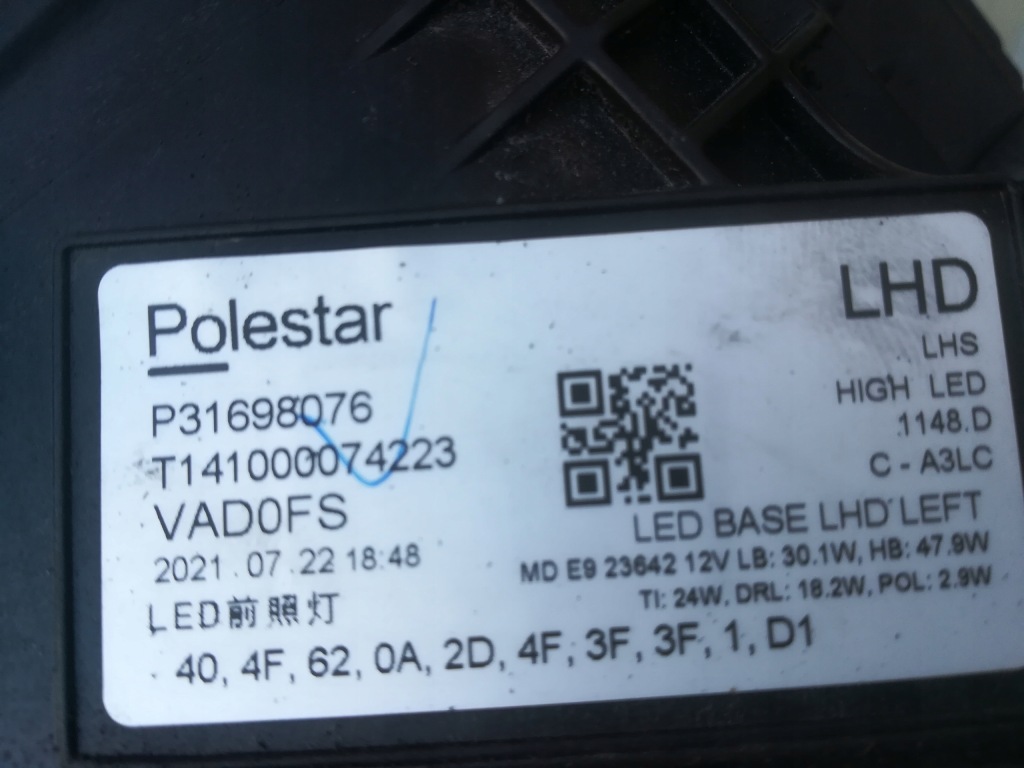 Polestar
P31698076
T141000074223
VAD0FS
2021.07.22 18:48
LED前照灯
LHD
LHS
HIGH LED
1148.D
C-A3LC
LED BASE LHD LEFT
MD E9 23642 12V LB: 30.1W, HB: 47.9W
TI: 24W, DRL: 18.2W, POL: 2.9W
40, 4F, 62, 0A, 2D, 4F, 3F, 3F, 1, D1